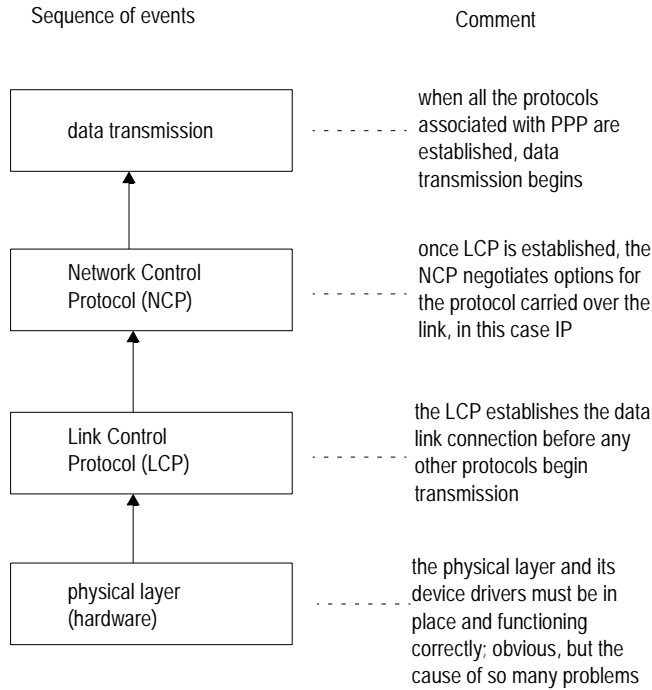 Sequence of events
Comment
data transmission
when all the protocols
associated with PPP are
established, data
transmission begins
Network Control
Protocol (NCP)
once LCP is established, the
NCP negotiates options for
the protocol carried over the
link, in this case IP
Link Control
Protocol (LCP)
the LCP establishes the data
link connection before any
other protocols begin
transmission
physical layer
(hardware)
the physical layer and its
device drivers must be in
place and functioning
correctly; obvious, but the
cause of so many problems